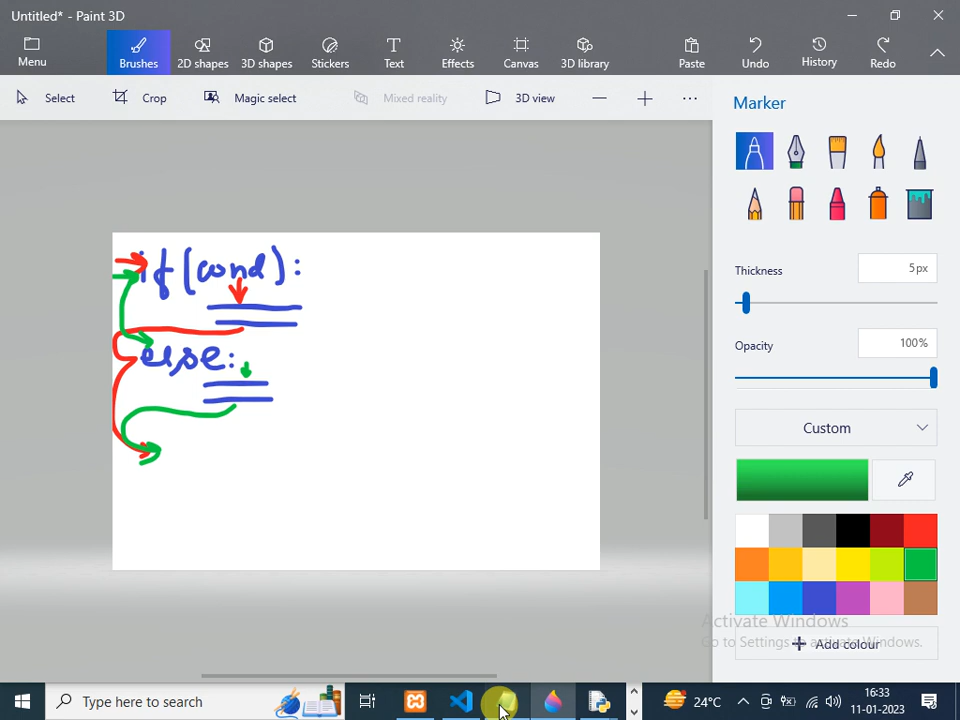 Untitled* - Paint 3D
Menu
Brushes
2D shapes
3D shapes
Stickers
Text
Effects
Canvas
3D library
Paste
Undo
History
Redo
Select
Crop
Magic select
Mixed reality
3D view
Marker
if(cond):
else:
Thickness
5px
Opacity
100%
Custom
Activate Windows
Go to Settings to activate Windows.
Add colour
Type here to search
24°C
16:33
11-01-2023